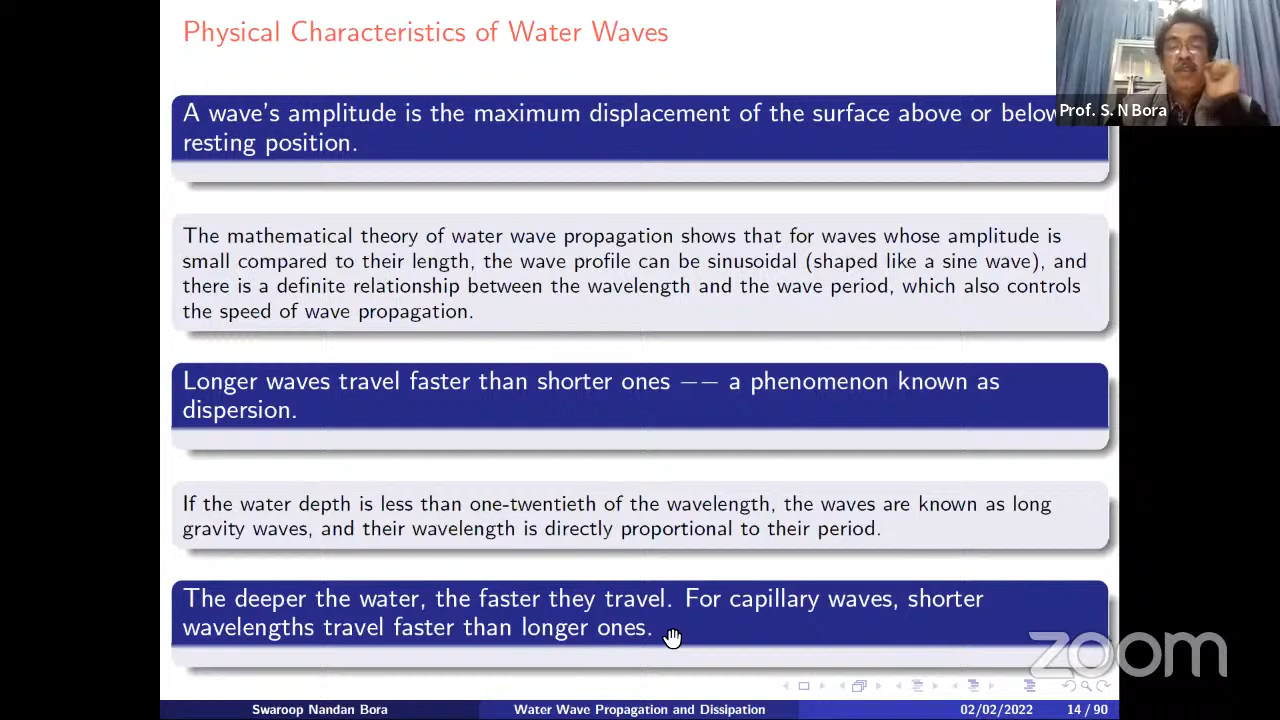 Physical Characteristics of Water Waves
Prof. S. N Bora
A wave's amplitude is the maximum displacement of the surface above or below
resting position.
The mathematical theory of water wave propagation shows that for waves whose amplitude is
small compared to their length, the wave profile can be sinusoidal (shaped like a sine wave), and
there is a definite relationship between the wavelength and the wave period, which also controls
the speed of wave propagation.
Longer waves travel faster than shorter ones −− a phenomenon known as
dispersion.
If the water depth is less than one-twentieth of the wavelength, the waves are known as long
gravity waves, and their wavelength is directly proportional to their period.
The deeper the water, the faster they travel. For capillary waves, shorter
wavelengths travel faster than longer ones.
zoom
Swaroop Nandan Bora Water Wave Propagation and Dissipation 02/02/2022 14 / 90